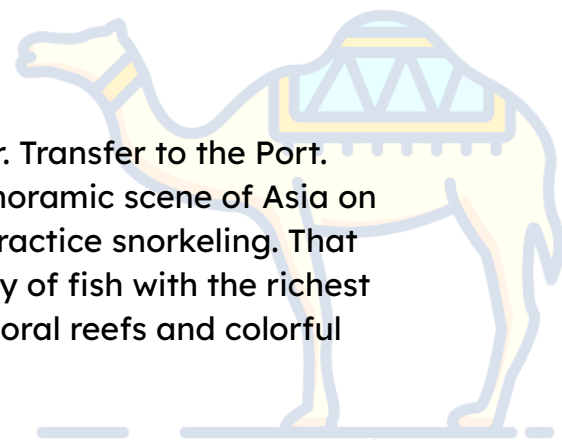 r. Transfer to the Port.
noramic scene of Asia on
ractice snorkeling. That
y of fish with the richest
oral reefs and colorful